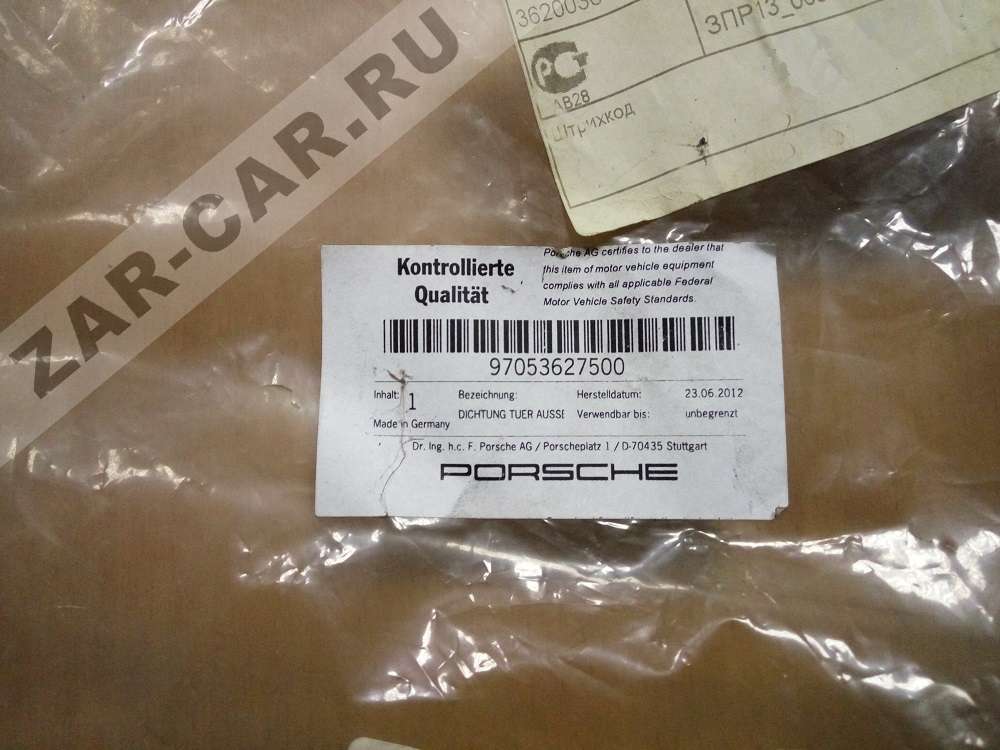 ZAR-CAR.RU
РСТ
АВ28
Штрихкод
Kontrollierte
Qualität
Porsche AG certifies to the dealer that
this item of motor vehicle equipment
complies with all applicable Federal
Motor Vehicle Safety Standards.
97053627500
Inhalt: 1 Bezeichnung: Herstelldatum: 23.06.2012
DICHTUNG TUER AUSSE Verwendbar bis: unbegrenzt
Made in Germany
Dr. Ing. h.c. F. Porsche AG / Porscheplatz 1 / D-70435 Stuttgart
PORSCHE